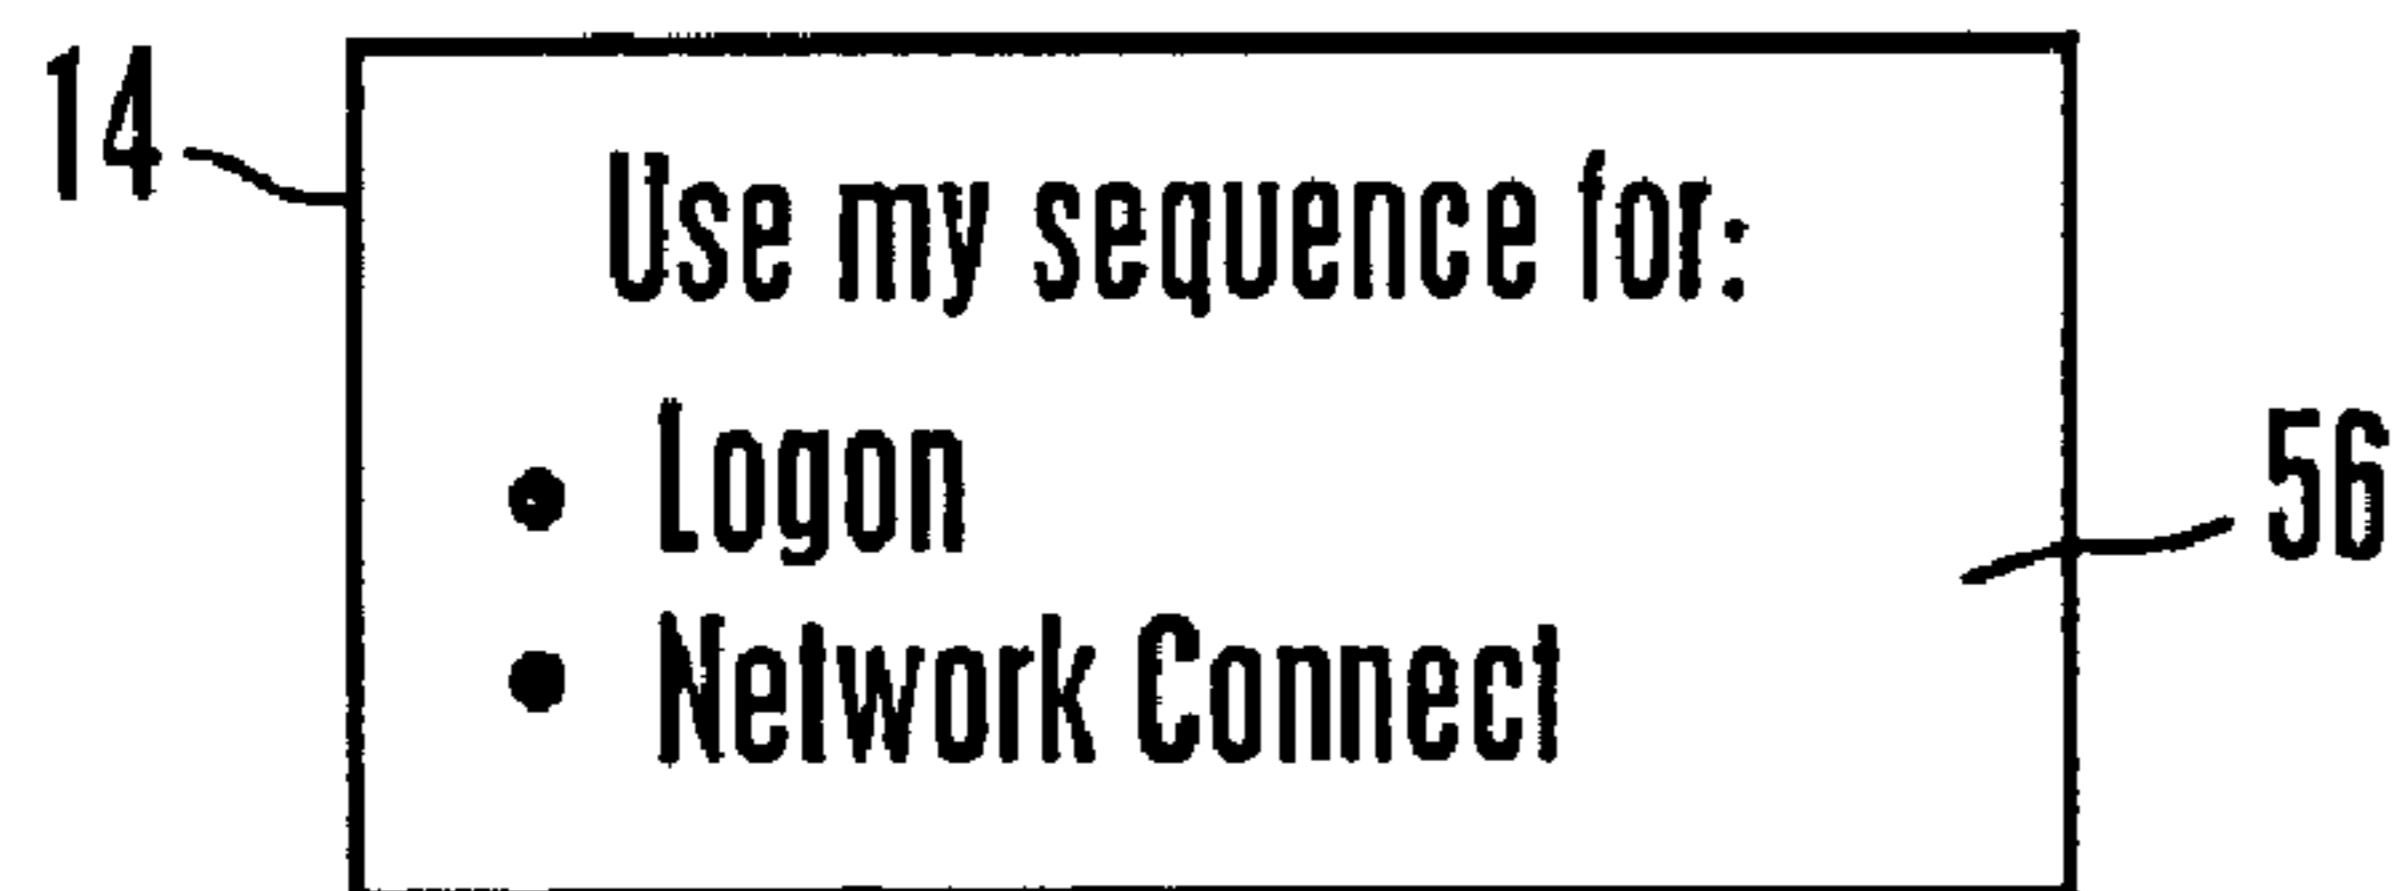 14
Use my sequence for:
• Logon
56
• Network Connect